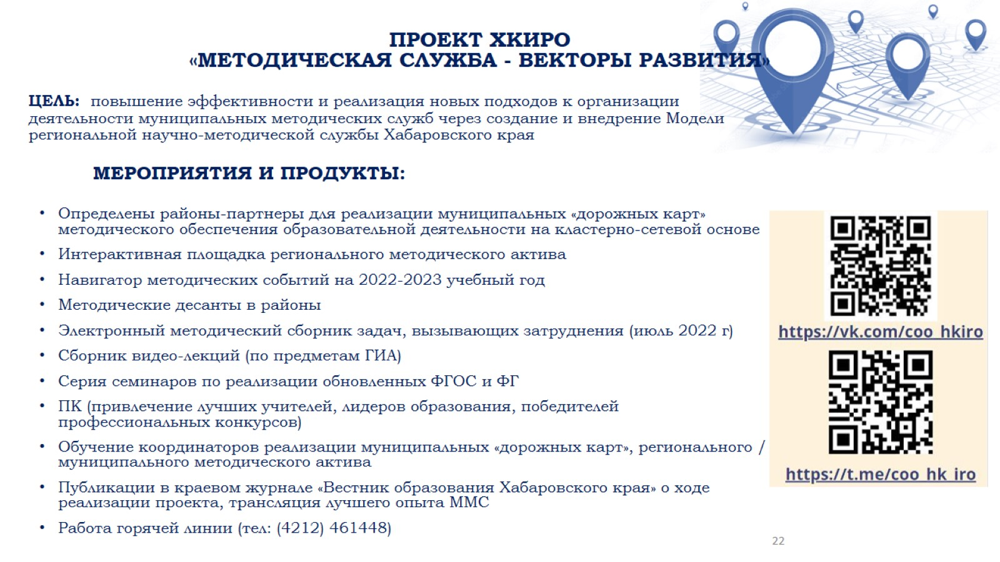 ПРОЕКТ ХКИРО
«МЕТОДИЧЕСКАЯ СЛУЖБА - ВЕКТОРЫ РАЗВИТИЯ»
ЦЕЛЬ: повышение эффективности и реализация новых подходов к организации
деятельности муниципальных методических служб через создание и внедрение Модели
региональной научно-методической службы Хабаровского края
МЕРОПРИЯТИЯ И ПРОДУКТЫ:
• Определены районы-партнеры для реализации муниципальных «дорожных карт»
методического обеспечения образовательной деятельности на кластерно-сетевой основе
• Интерактивная площадка регионального методического актива
• Навигатор методических событий на 2022-2023 учебный год
• Методические десанты в районы
• Электронный методический сборник задач, вызывающих затруднения (июль 2022 г)
• Сборник видео-лекций (по предметам ГИА)
• Серия семинаров по реализации обновленных ФГОС и ФГ
• ПК (привлечение лучших учителей, лидеров образования, победителей
профессиональных конкурсов)
• Обучение координаторов реализации муниципальных «дорожных карт», регионального /
муниципального методического актива
• Публикации в краевом журнале «Вестник образования Хабаровского края» о ходе
реализации проекта, трансляция лучшего опыта ММС
• Работа горячей линии (тел: (4212) 461448)
https://vk.com/coo_hkiro
https://t.me/coo_hk_iro
22